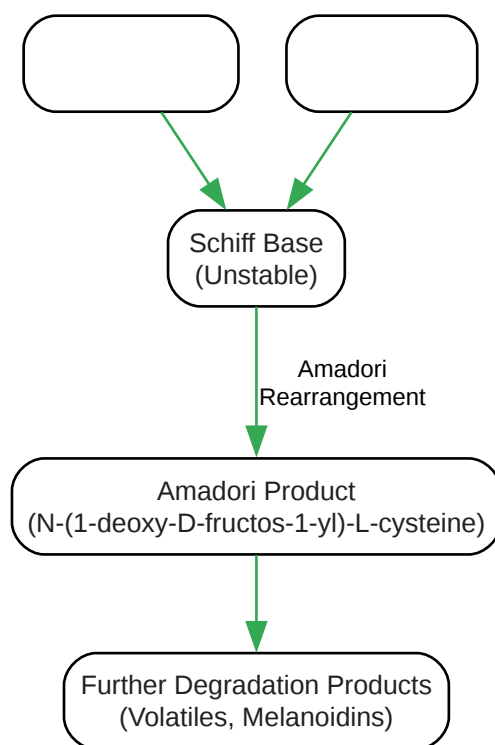 Schiff Base
(Unstable)
Amadori
Rearrangement
Amadori Product
(N-(1-deoxy-D-fructos-1-yl)-L-cysteine)
Further Degradation Products
(Volatiles, Melanoidins)